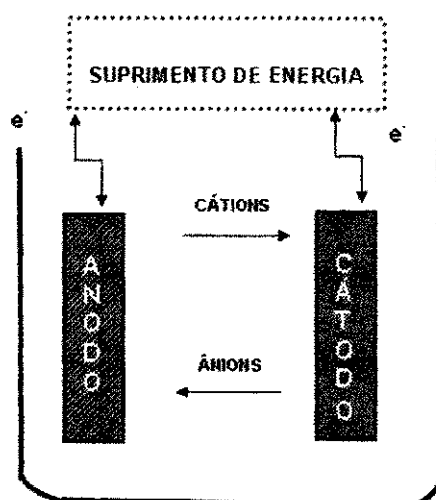 SUPRIMENTO DE ENERGIA
e⁻
e⁻
CÁTIONS
ANODO
CÁTODO
ÂNIONS